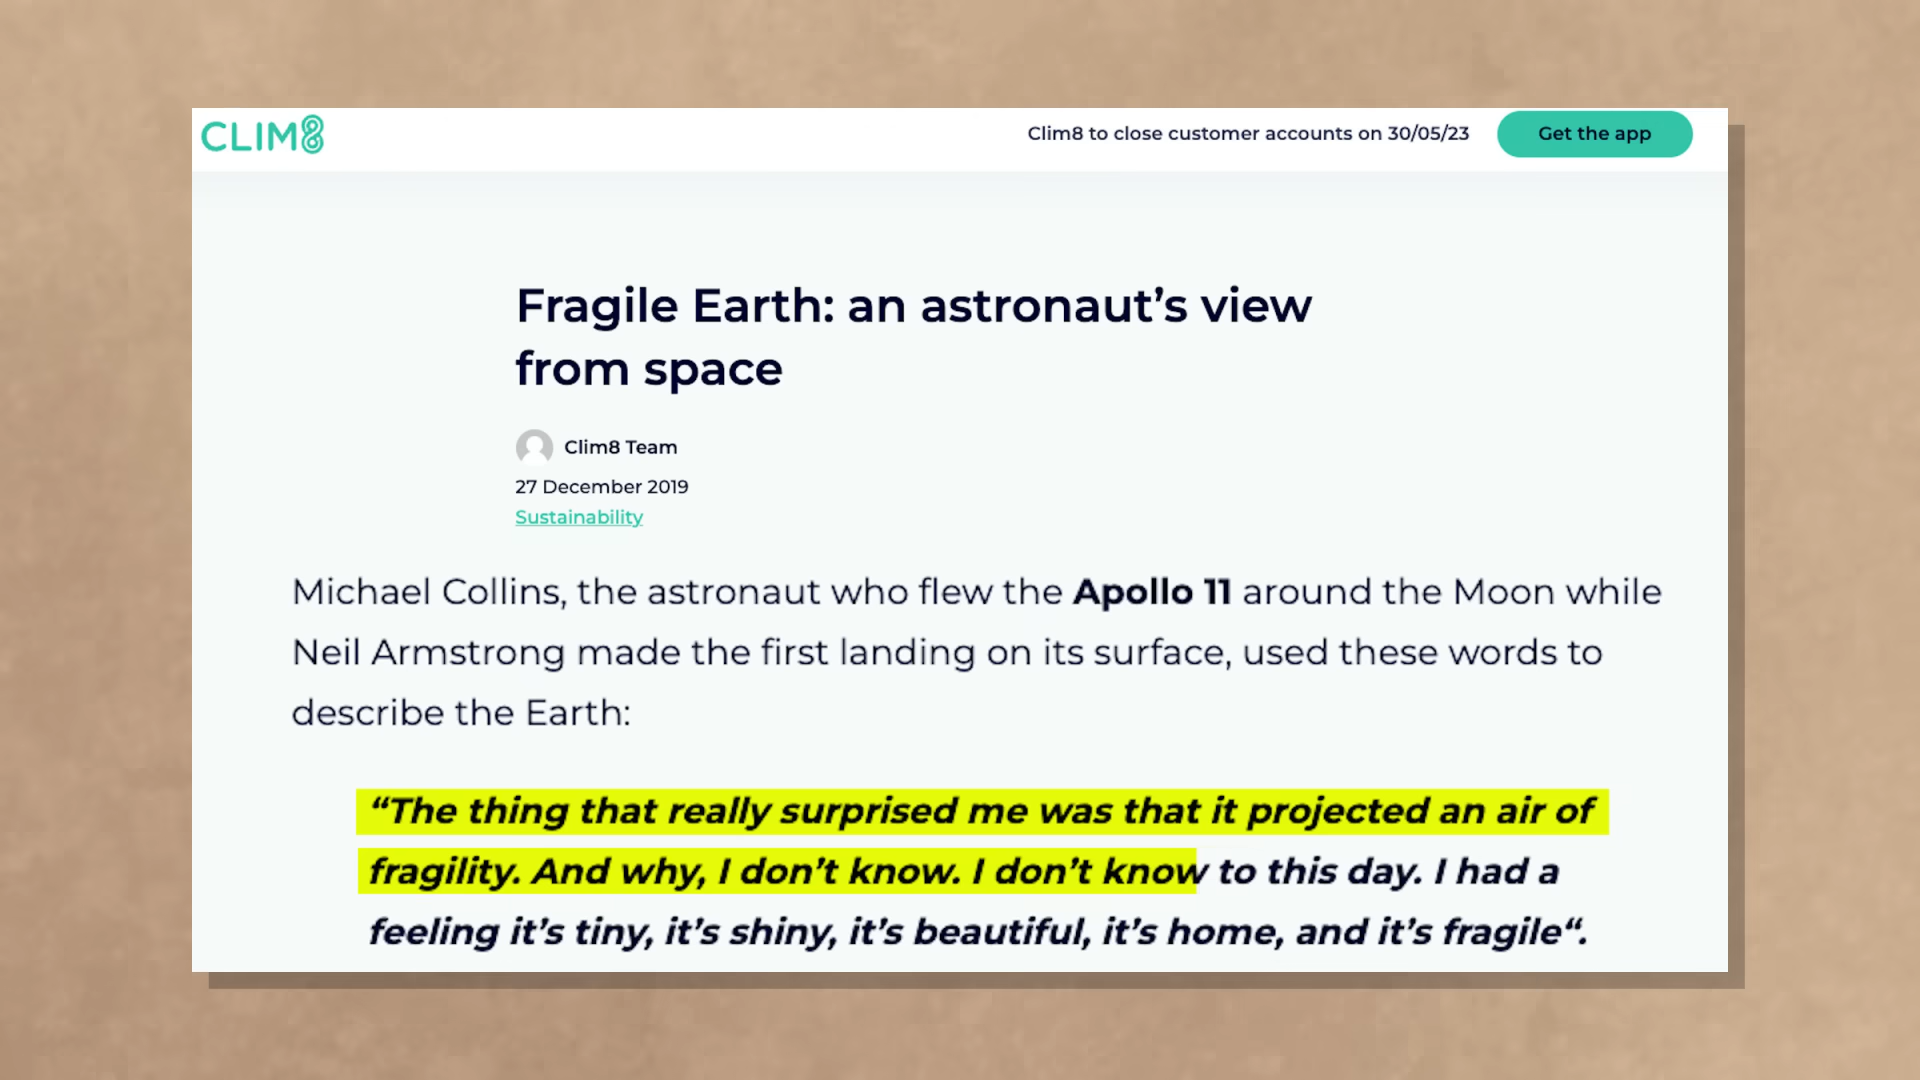 CLIM8
Clim8 to close customer accounts on 30/05/23
Get the app
Fragile Earth: an astronaut’s view
from space
Clim8 Team
27 December 2019
Sustainability
Michael Collins, the astronaut who flew the Apollo 11 around the Moon while
Neil Armstrong made the first landing on its surface, used these words to
describe the Earth:
“The thing that really surprised me was that it projected an air of
fragility. And why, I don’t know. I don’t know to this day. I had a
feeling it’s tiny, it’s shiny, it’s beautiful, it’s home, and it’s fragile“.